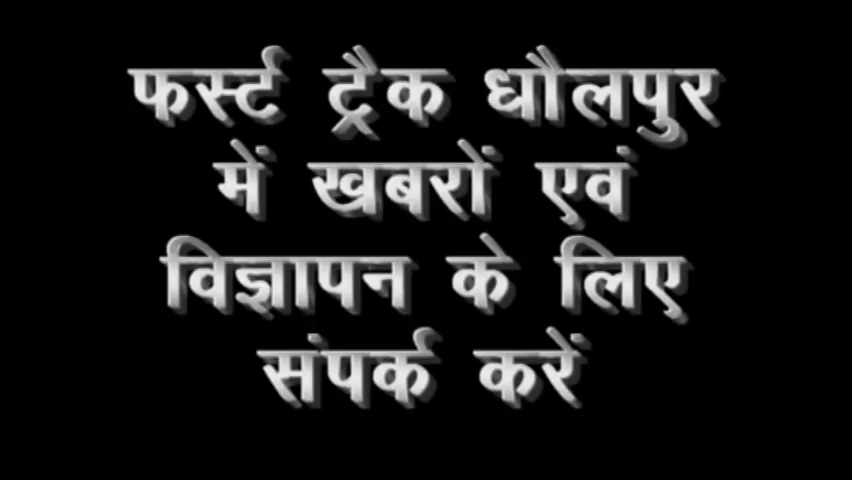 फर्स्ट ट्रैक धौलपुर
में खबरों एवं
विज्ञापन के लिए
संपर्क करें